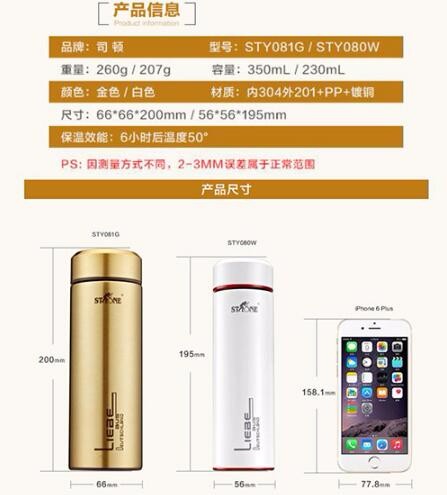 产品信息
Product information
品牌：司 顿 型号：STY081G / STY080W
重量：260g / 207g 容量：350mL / 230mL
颜色：金色 / 白色 材质：内304外201+PP+镀铜
尺寸：66*66*200mm / 56*56*195mm
保温效能：6小时后温度50°
PS: 因测量方式不同，2-3MM误差属于正常范围
产品尺寸
STY081G
STY080W
iPhone 6 Plus
200mm
195mm
158.1mm
STONE
STONE
LIEBE
DEUTSCHLAND
LIEBE
DEUTSCHLAND
66mm
56mm
77.8mm